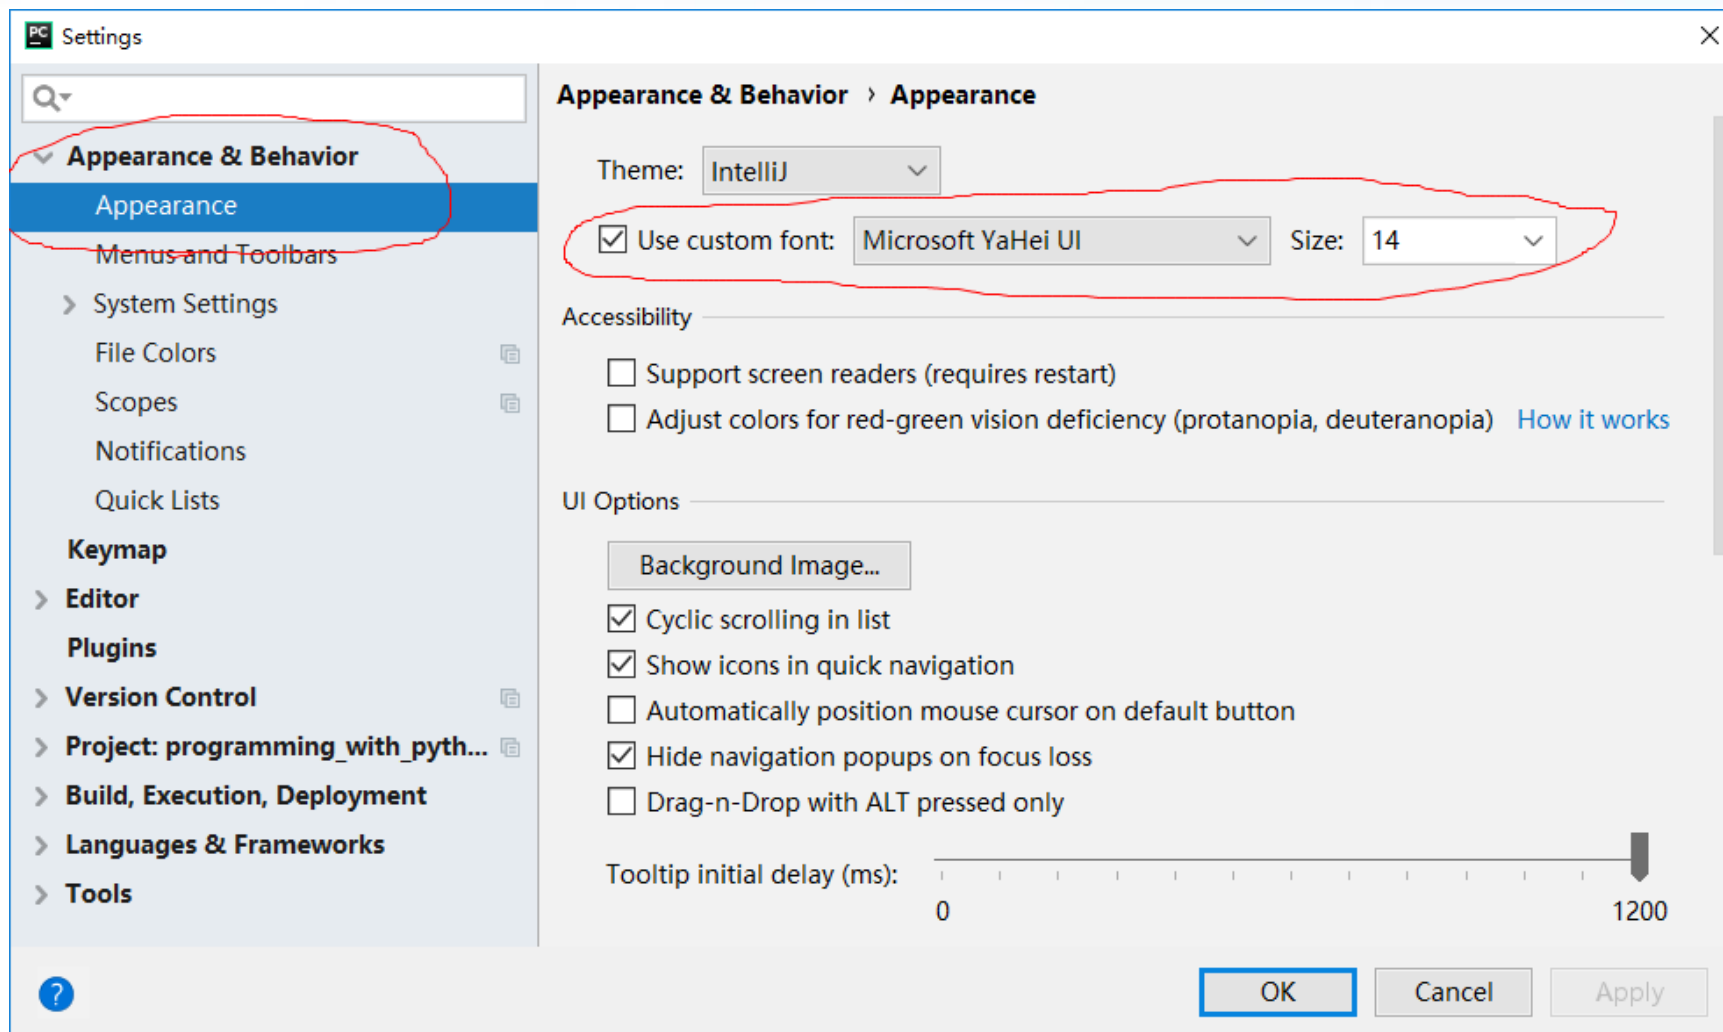 PC Settings
Appearance & Behavior
Appearance
Menus and Toolbars
System Settings
File Colors
Scopes
Notifications
Quick Lists
Keymap
Editor
Plugins
Version Control
Project: programming_with_pyth...
Build, Execution, Deployment
Languages & Frameworks
Tools
Appearance & Behavior › Appearance
Theme: IntelliJ
Use custom font: Microsoft YaHei UI Size: 14
Accessibility
Support screen readers (requires restart)
Adjust colors for red-green vision deficiency (protanopia, deuteranopia) How it works
UI Options
Background Image...
Cyclic scrolling in list
Show icons in quick navigation
Automatically position mouse cursor on default button
Hide navigation popups on focus loss
Drag-n-Drop with ALT pressed only
Tooltip initial delay (ms):
0 1200
? OK Cancel Apply